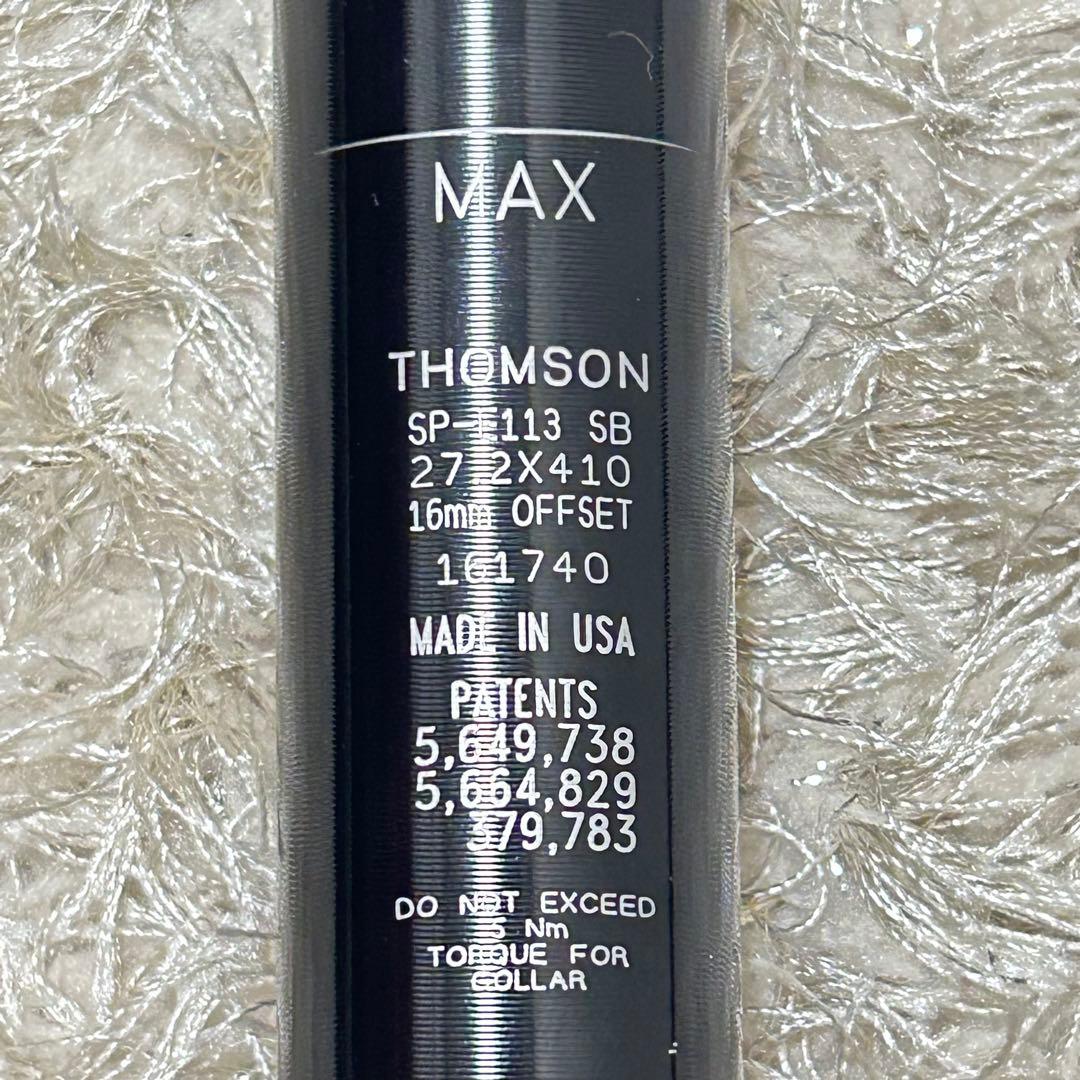 MAX
THOMSON
SP-E113 SB
27.2X410
16mm OFFSET
161740
MADE IN USA
PATENTS
5,649,738
5,664,829
379,783
DO NOT EXCEED
5 Nm
TORQUE FOR
COLLAR